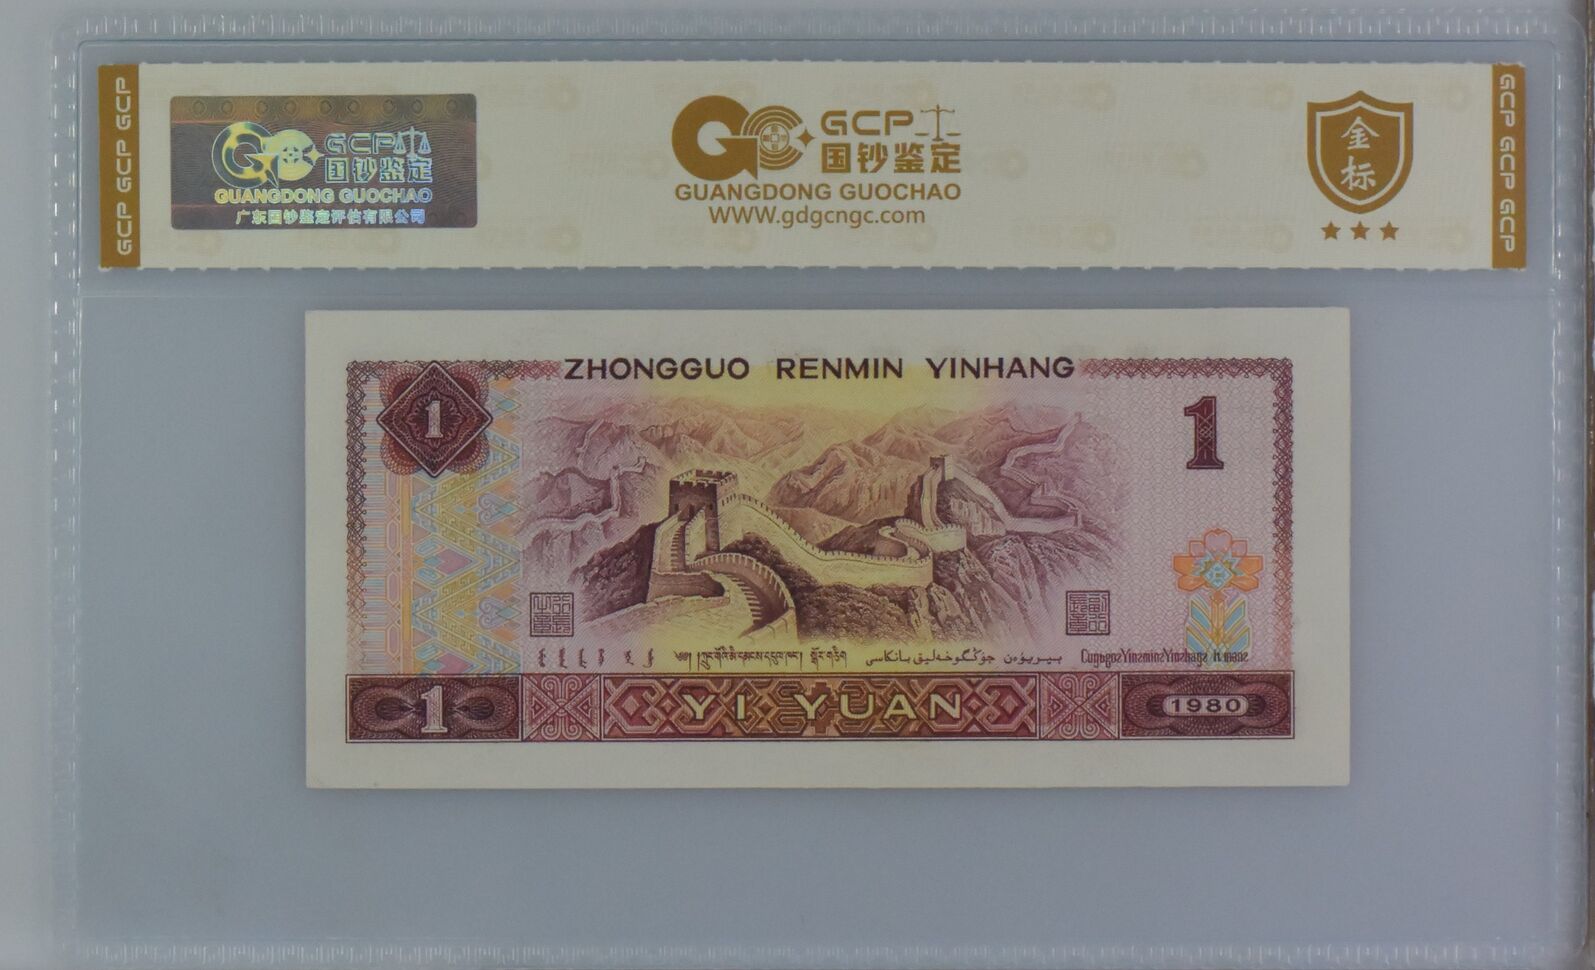 GCP GCP GCP
GCP
国钞鉴定
GUANGDONG GUOCHAO
广东国钞鉴定评估有限公司
GCP
国钞鉴定
GUANGDONG GUOCHAO
WWW.gdgcngc.com
金标
GCP GCP GCP
ZHONGGUO RENMIN YINHANG
1
1
1
YI YUAN
1980